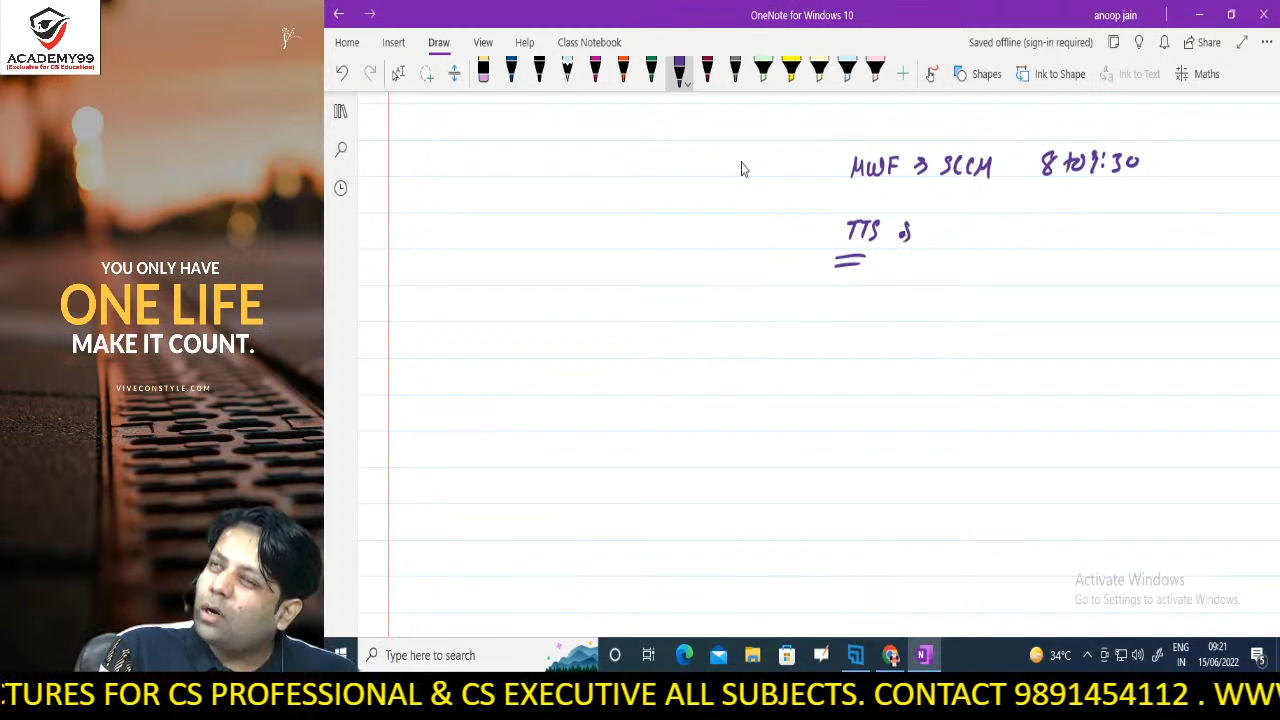 ACADEMY99
(Exclusive for CS Education)
YOU ONLY HAVE
ONE LIFE
MAKE IT COUNT.
VIVECONSTYLE.COM
OneNote for Windows 10
anoop jain
Home Insert Draw View Help Class Notebook
Saved offline (sign-in required) Share
Shapes Ink to Shape Ink to Text Maths
MWF → SCCM 8 to 9:30
TTS
Activate Windows
Go to Settings to activate Windows.
Type here to search
34°C
ENG
IN
09:21
15/06/2022
5
CTURES FOR CS PROFESSIONAL & CS EXECUTIVE ALL SUBJECTS. CONTACT 9891454112 . WWW